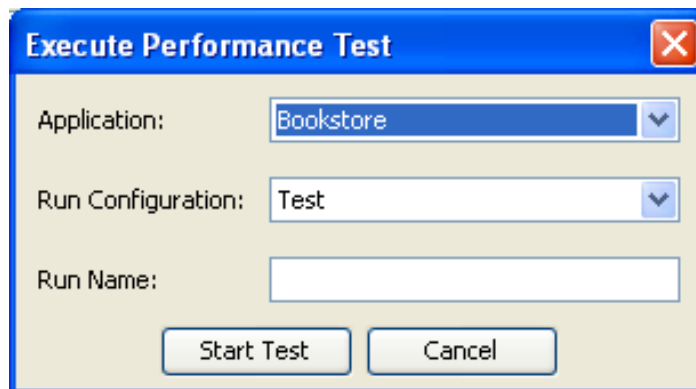 Execute Performance Test
Application: Bookstore
Run Configuration: Test
Run Name:
Start Test Cancel